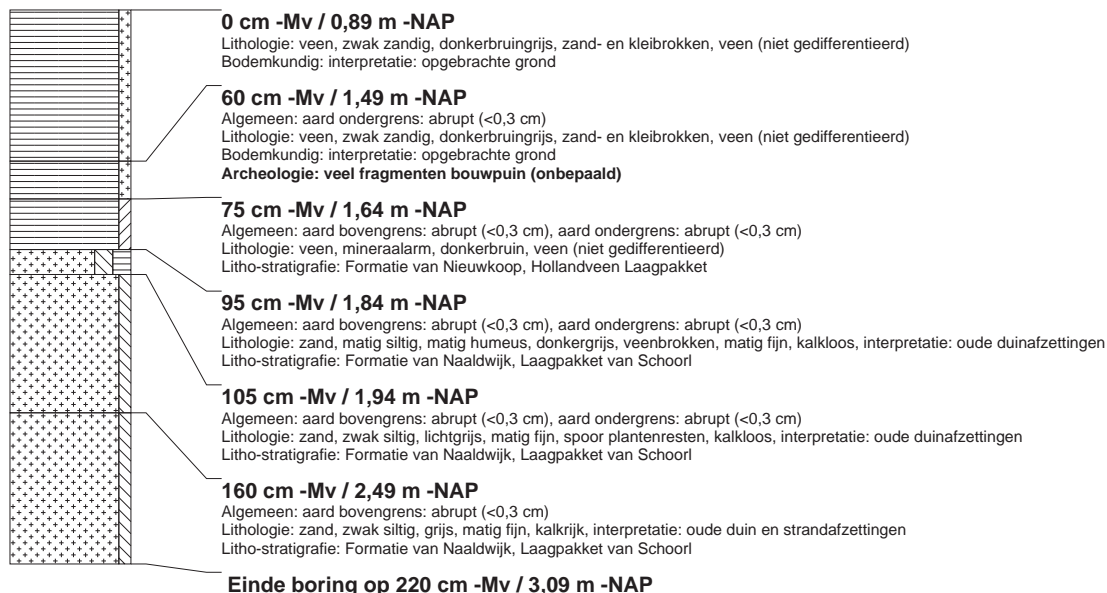 0 cm -Mv / 0,89 m -NAP
Lithologie: veen, zwak zandig, donkerbruingrijs, zand- en kleibrokken, veen (niet gedifferentieerd)
Bodemkundig: interpretatie: opgebrachte grond
60 cm -Mv / 1,49 m -NAP
Algemeen: aard ondergrens: abrupt (<0,3 cm)
Lithologie: veen, zwak zandig, donkerbruingrijs, zand- en kleibrokken, veen (niet gedifferentieerd)
Bodemkundig: interpretatie: opgebrachte grond
Archeologie: veel fragmenten bouwpuin (onbepaald)
75 cm -Mv / 1,64 m -NAP
Algemeen: aard bovengrens: abrupt (<0,3 cm), aard ondergrens: abrupt (<0,3 cm)
Lithologie: veen, mineraalarm, donkerbruin, veen (niet gedifferentieerd)
Litho-stratigrafie: Formatie van Nieuwkoop, Hollandveen Laagpakket
95 cm -Mv / 1,84 m -NAP
Algemeen: aard bovengrens: abrupt (<0,3 cm), aard ondergrens: abrupt (<0,3 cm)
Lithologie: zand, matig siltig, matig humeus, donkergrijs, veenbrokken, matig fijn, kalkloos, interpretatie: oude duinafzettingen
Litho-stratigrafie: Formatie van Naaldwijk, Laagpakket van Schoorl
105 cm -Mv / 1,94 m -NAP
Algemeen: aard bovengrens: abrupt (<0,3 cm), aard ondergrens: abrupt (<0,3 cm)
Lithologie: zand, zwak siltig, lichtgrijs, matig fijn, spoor plantenresten, kalkloos, interpretatie: oude duinafzettingen
Litho-stratigrafie: Formatie van Naaldwijk, Laagpakket van Schoorl
160 cm -Mv / 2,49 m -NAP
Algemeen: aard bovengrens: abrupt (<0,3 cm)
Lithologie: zand, zwak siltig, grijs, matig fijn, kalkrijk, interpretatie: oude duin en strandafzettingen
Litho-stratigrafie: Formatie van Naaldwijk, Laagpakket van Schoorl
Einde boring op 220 cm -Mv / 3,09 m -NAP